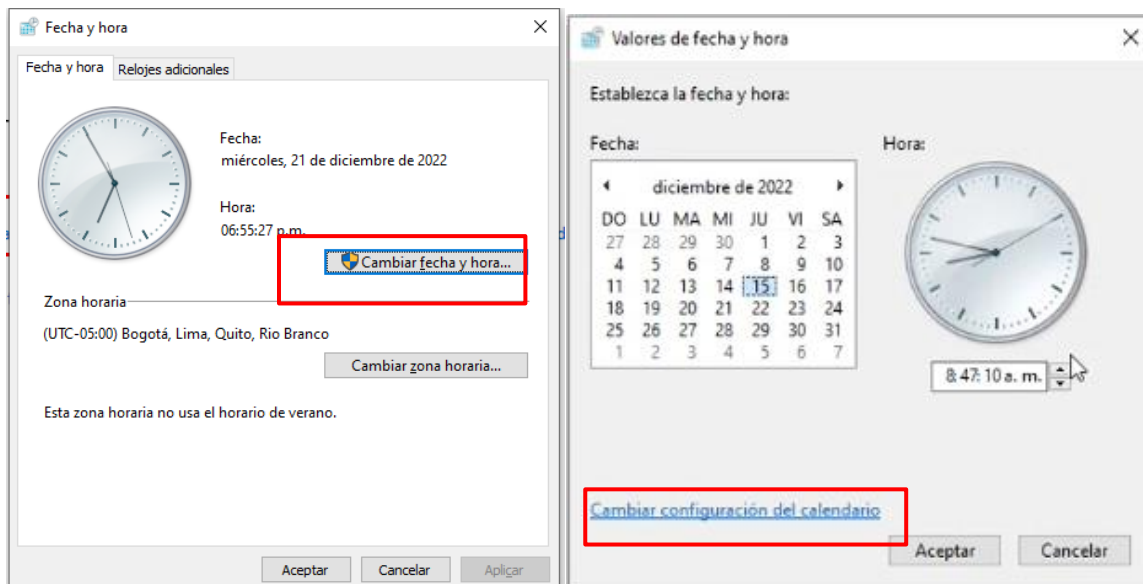 Fecha y hora
Fecha y hora
Relojes adicionales
Fecha:
miércoles, 21 de diciembre de 2022
Hora:
06:55:27 p.m.
Cambiar fecha y hora...
Zona horaria
(UTC-05:00) Bogotá, Lima, Quito, Rio Branco
Cambiar zona horaria...
Esta zona horaria no usa el horario de verano.
Aceptar
Cancelar
Aplicar
Valores de fecha y hora
Establezca la fecha y hora:
Fecha:
diciembre de 2022
DO LU MA MI JU VI SA
27 28 29 30 1 2 3
4 5 6 7 8 9 10
11 12 13 14 15 16 17
18 19 20 21 22 23 24
25 26 27 28 29 30 31
1 2 3 4 5 6 7
Hora:
8:47:10 a. m.
Cambiar configuración del calendario
Aceptar
Cancelar